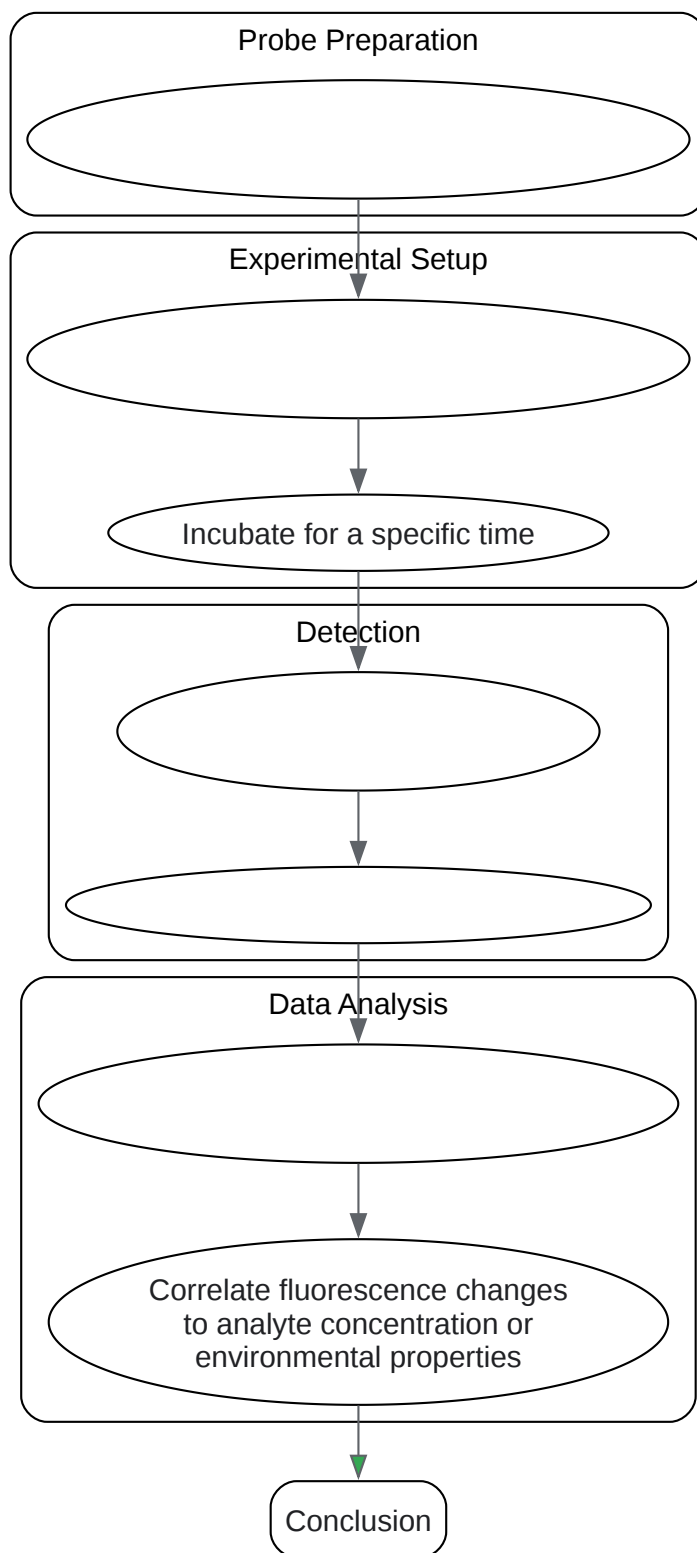 Probe Preparation
Experimental Setup
Incubate for a specific time
Detection
Data Analysis
Correlate fluorescence changes
to analyte concentration or
environmental properties
Conclusion